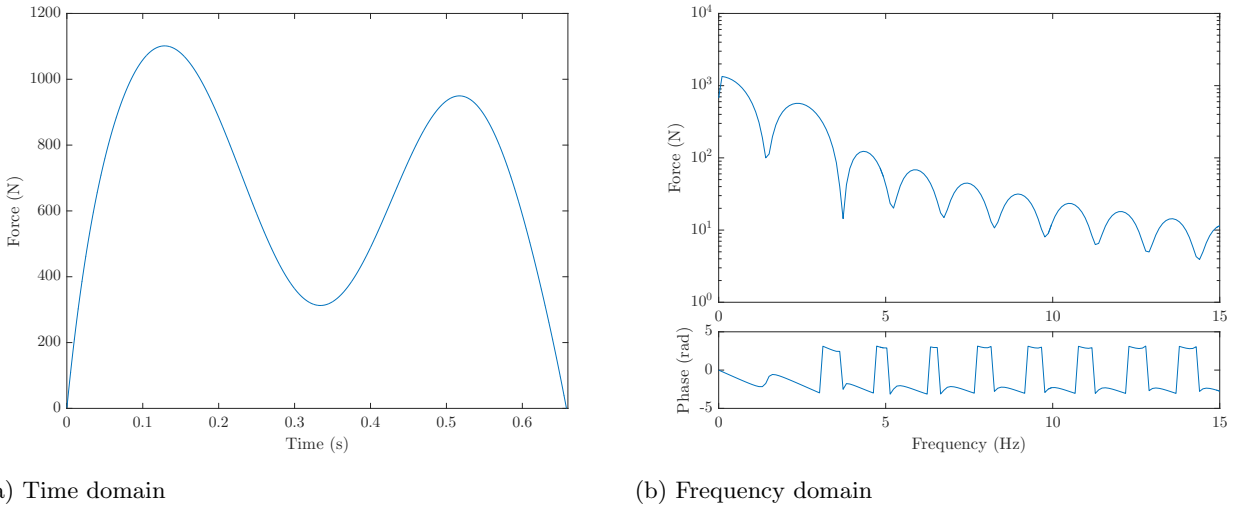 1200
1000
800
600
400
200
0
Force (N)
0 0.1 0.2 0.3 0.4 0.5 0.6
Time (s)
) Time domain
10^4
10^3
10^2
10^1
10^0
Force (N)
0 5 10 15
5
0
-5
Phase (rad)
0 5 10 15
Frequency (Hz)
(b) Frequency domain